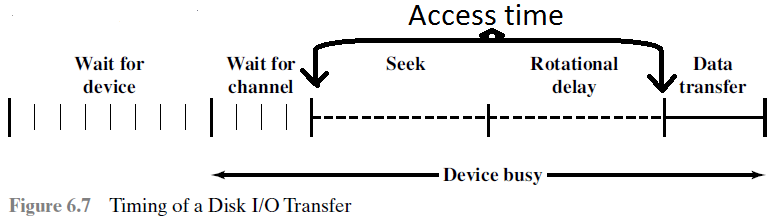 Access time
Wait for
device
Wait for
channel
Seek
Rotational
delay
Data
transfer
Device busy
Figure 6.7 Timing of a Disk I/O Transfer